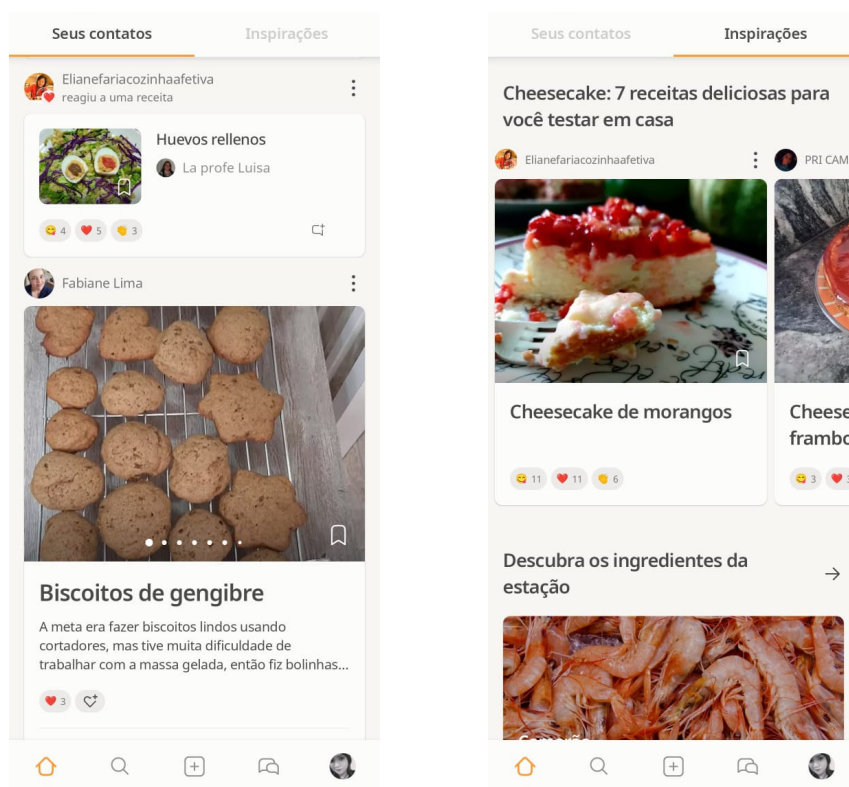 Seus contatos
Inspirações
Elianefariacozinhaafetiva
reagiu a uma receita
Huevos rellenos
La profe Luisa
4
5
3
Fabiane Lima
Biscoitos de gengibre
A meta era fazer biscoitos lindos usando
cortadores, mas tive muita dificuldade de
trabalhar com a massa gelada, então fiz bolinhas...
3
Seus contatos
Inspirações
Cheesecake: 7 receitas deliciosas para
você testar em casa
Elianefariacozinhaafetiva
PRI CAM
Cheesecake de morangos
11
11
6
Cheese
frambo
3
Descubra os ingredientes da
estação
Camarão